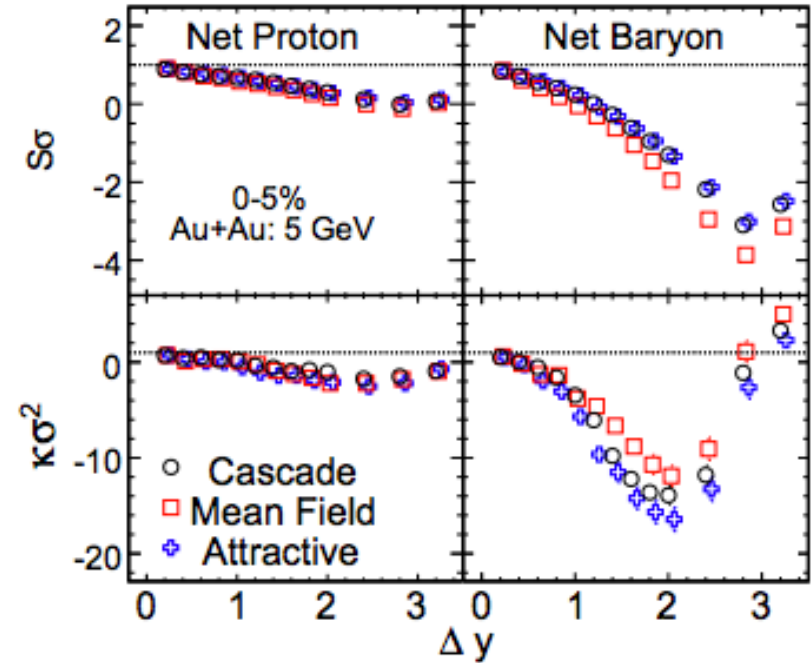 Net Proton
Net Baryon
2
0
-2
-4
Sσ
0-5%
Au+Au: 5 GeV
0
-10
-20
κσ²
Cascade
Mean Field
Attractive
0 1 2 3
0 1 2 3
Δ y